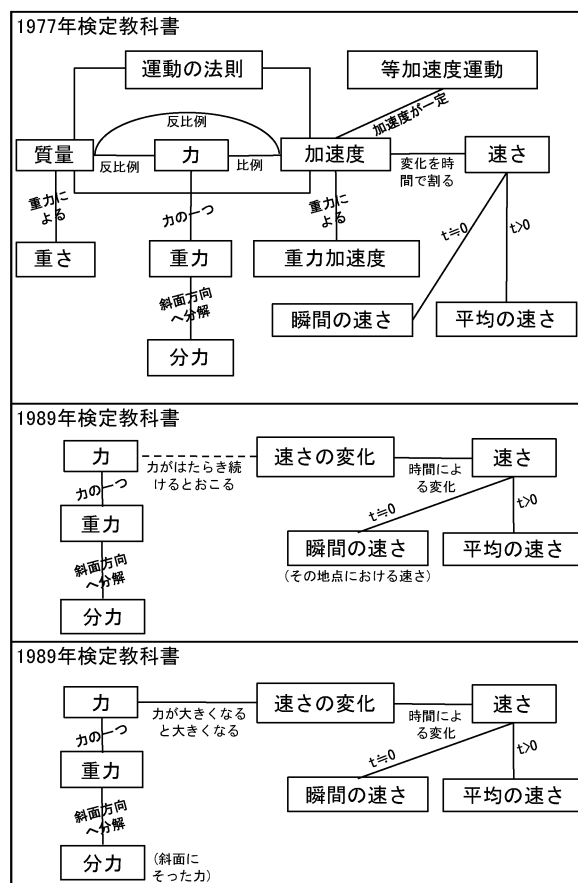 1977年検定教科書
運動の法則
等加速度運動
反比例
加速度が一定
質量
反比例
力
比例
加速度
変化を時
間で割る
速さ
重力に
よる
力の一つ
重力に
よる
t≒0
t>0
重さ
重力
重力加速度
斜面方向
へ分解
瞬間の速さ
平均の速さ
分力
1989年検定教科書
力
力がはたらき続
けるとおこる
速さの変化
時間によ
る変化
速さ
力の一つ
t≒0
t>0
重力
瞬間の速さ
平均の速さ
(その地点における速さ)
斜面方向
へ分解
分力
1989年検定教科書
力
力が大きくなる
と大きくなる
速さの変化
時間によ
る変化
速さ
力の一つ
t≒0
t>0
重力
瞬間の速さ
平均の速さ
斜面方向
へ分解
分力
(斜面に
そった力)